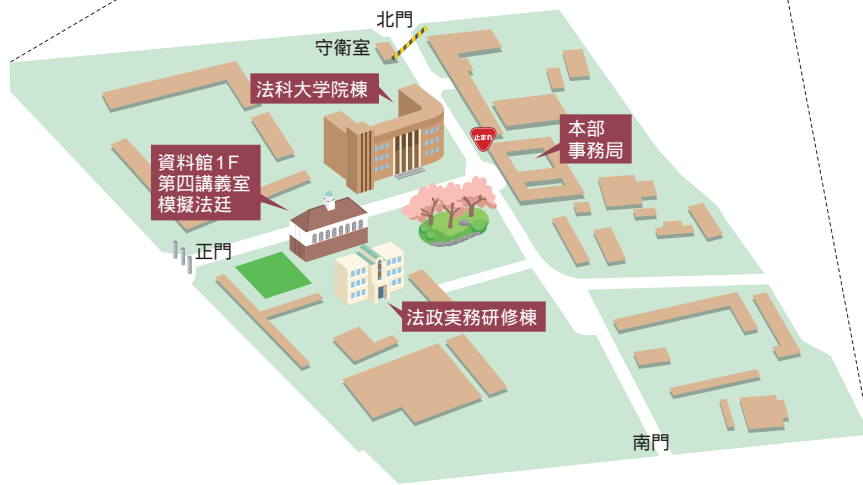 北門
守衛室
法科大学院棟
止まれ
本部
事務局
資料館1F
第四講義室
模擬法廷
正門
法政実務研修棟
南門